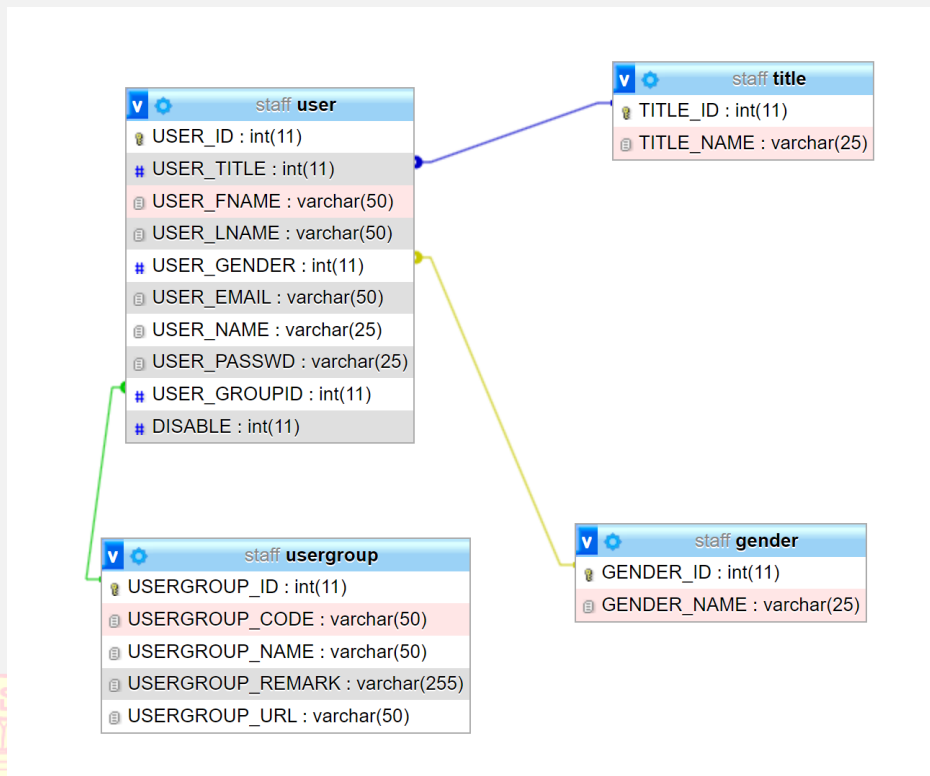 v staff user
USER_ID : int(11)
# USER_TITLE : int(11)
USER_FNAME : varchar(50)
USER_LNAME : varchar(50)
# USER_GENDER : int(11)
USER_EMAIL : varchar(50)
USER_NAME : varchar(25)
USER_PASSWD : varchar(25)
# USER_GROUPID : int(11)
# DISABLE : int(11)
v staff title
TITLE_ID : int(11)
TITLE_NAME : varchar(25)
v staff usergroup
USERGROUP_ID : int(11)
USERGROUP_CODE : varchar(50)
USERGROUP_NAME : varchar(50)
USERGROUP_REMARK : varchar(255)
USERGROUP_URL : varchar(50)
v staff gender
GENDER_ID : int(11)
GENDER_NAME : varchar(25)